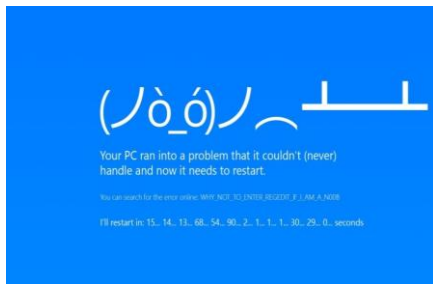 (ノò_ó)ノ︵┻━┻
Your PC ran into a problem that it couldn't (never)
handle and now it needs to restart.
You can search for the error online: WHY_NOT_TO_ENTER_REGEDIT_IF_I_AM_A_N00B
I'll restart in: 15... 14... 13... 68... 54... 90... 2... 1... 1... 1... 30... 29... 0... seconds